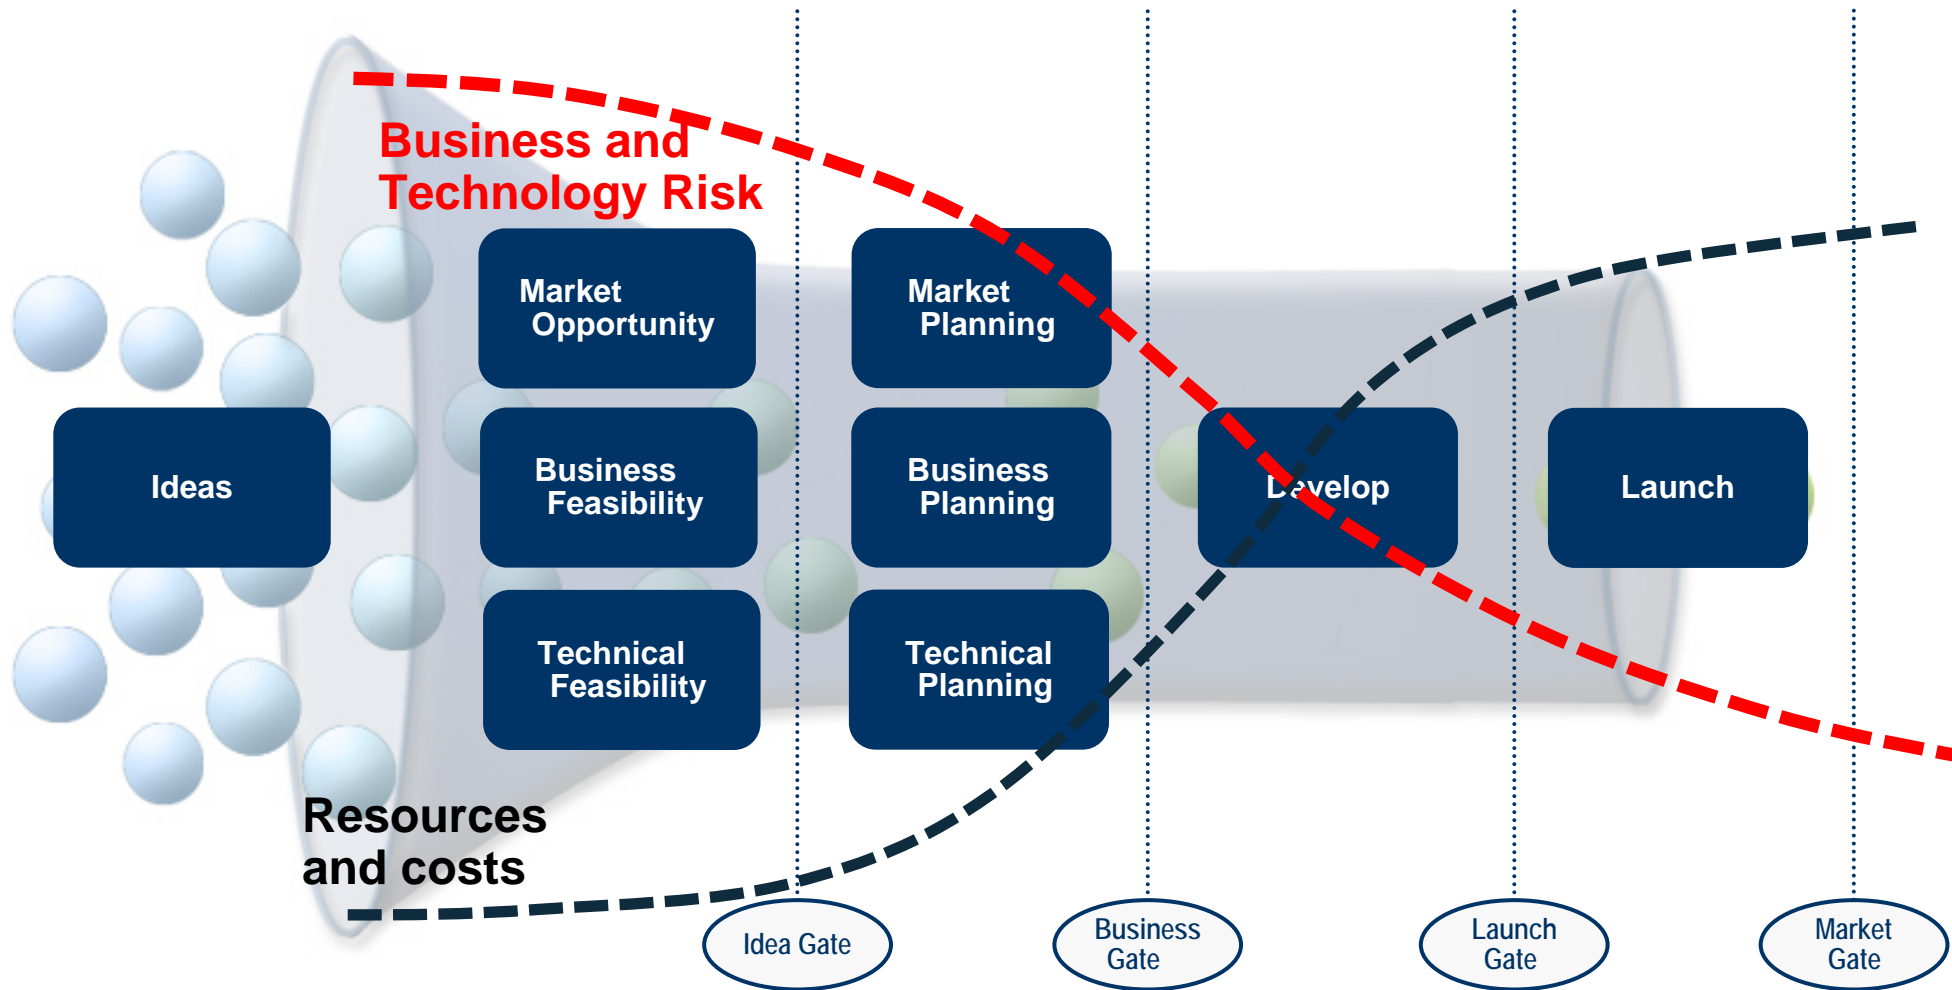 Business and
Technology Risk
Market
Opportunity
Market
Planning
Ideas
Business
Feasibility
Business
Planning
Develop
Launch
Technical
Feasibility
Technical
Planning
Resources
and costs
Idea Gate
Business
Gate
Launch
Gate
Market
Gate